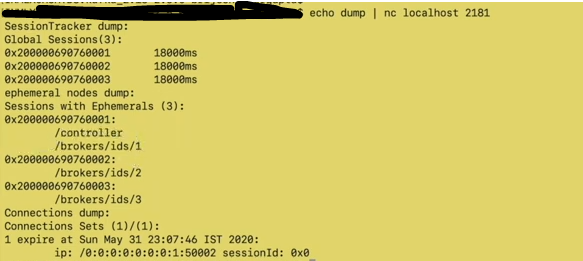 $ echo dump | nc localhost 2181
SessionTracker dump:
Global Sessions(3):
0x200000690760001 18000ms
0x200000690760002 18000ms
0x200000690760003 18000ms
ephemeral nodes dump:
Sessions with Ephemerals (3):
0x200000690760001:
/controller
/brokers/ids/1
0x200000690760002:
/brokers/ids/2
0x200000690760003:
/brokers/ids/3
Connections dump:
Connections Sets (1)/(1):
1 expire at Sun May 31 23:07:46 IST 2020:
ip: /0:0:0:0:0:0:0:1:50002 sessionId: 0x0_